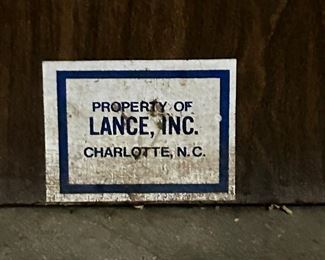 PROPERTY OF
LANCE, INC.
CHARLOTTE, N.C.